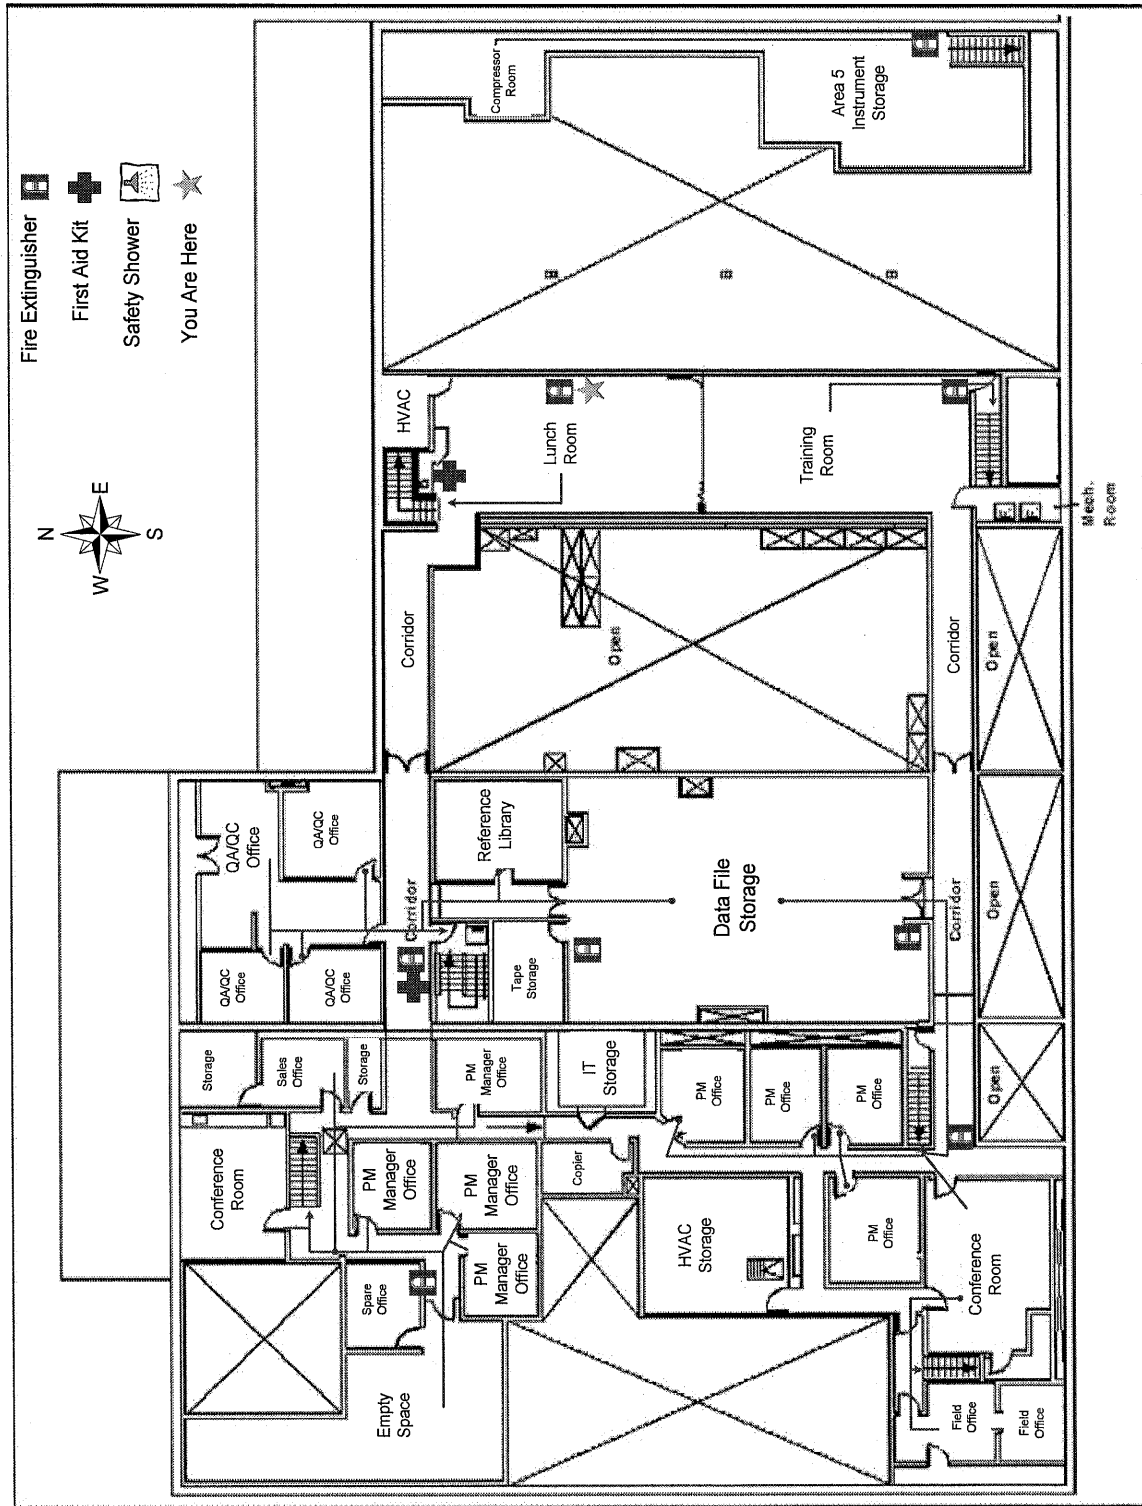 Fire Extinguisher
First Aid Kit
Safety Shower
You Are Here
N
E
S
W
Compressor
Room
Area 5
Instrument
Storage
HVAC
Lunch
Room
Training
Room
Mech.
Room
F
F
Corridor
Open
Corridor
Open
QA/QC
Office
QA/QC
Office
QA/QC
Office
QA/QC
Office
Corridor
Reference
Library
Tape
Storage
Data File
Storage
Corridor
Open
Storage
Sales
Office
Storage
PM
Manager
Office
IT
Storage
PM
Office
PM
Office
PM
Office
Open
Conference
Room
PM
Manager
Office
PM
Manager
Office
Copier
PM
Manager
Office
Spare
Office
HVAC
Storage
PM
Office
Conference
Room
Empty
Space
Field
Office
Field
Office